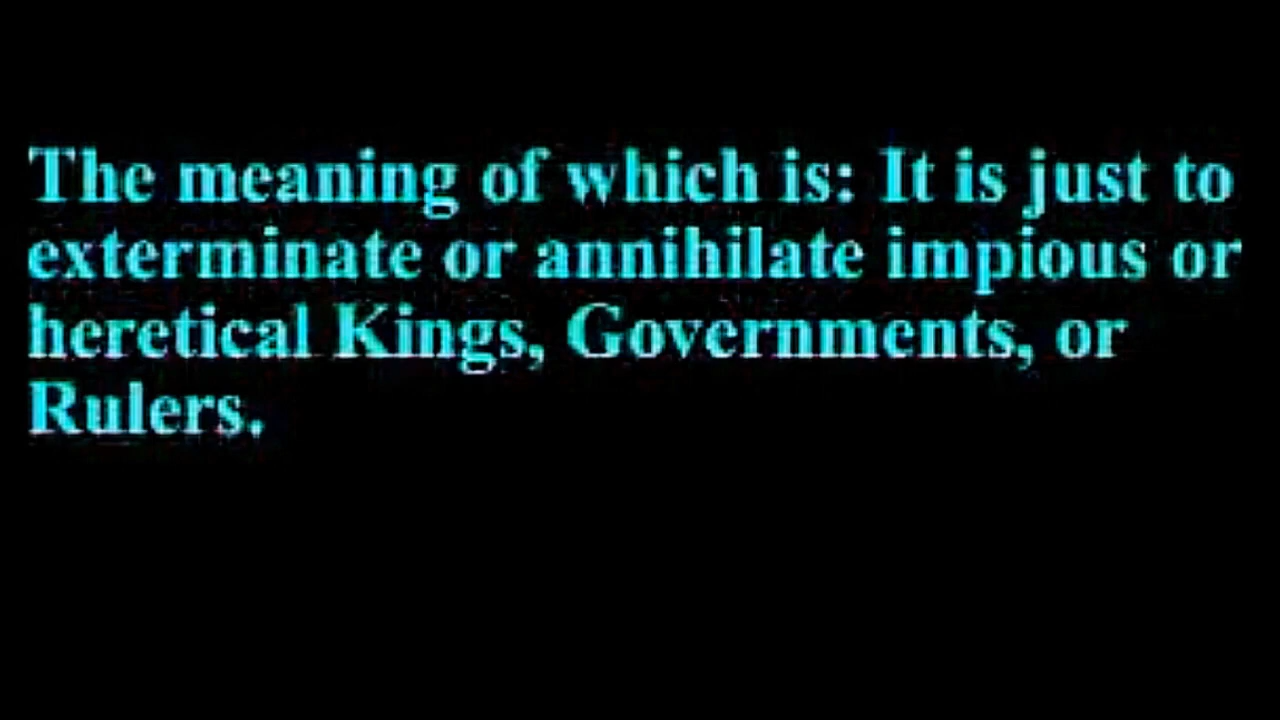 The meaning of which is: It is just to
exterminate or annihilate impious or
heretical Kings, Governments, or
Rulers.